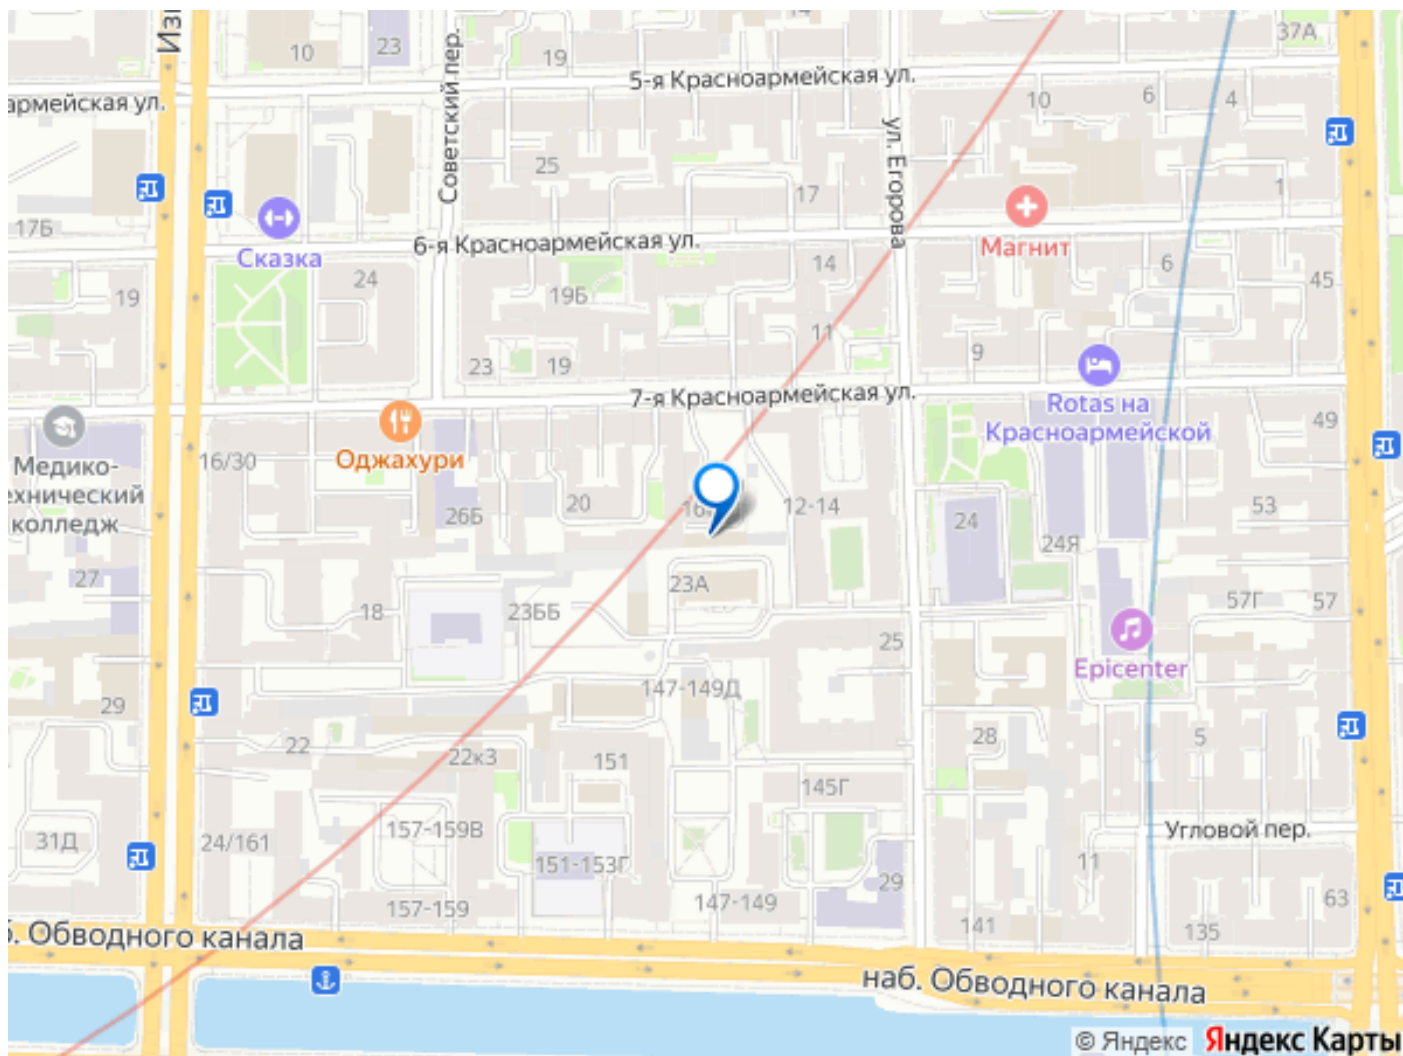 Изм
10
23
Советский пер.
19
14
37А
5-я Красноармейская ул.
армейская ул.
10
6
4
25
17
ул. Егорова
1
17Б
Сказка
6-я Красноармейская ул.
Магнит
19
24
19Б
14
6
45
11
23
19
9
7-я Красноармейская ул.
Rotas на
Красноармейской
49
Медико-
ехнический
колледж
16/30
Оджахури
26Б
20
12-14
24
24Я
53
27
18
23ББ
23А
25
57Г
57
Epicenter
29
147-149Д
22
22к3
151
28
5
145Г
31Д
24/161
157-159В
151-153Г
Угловой пер.
11
29
63
157-159
147-149
141
135
б. Обводного канала
наб. Обводного канала
© Яндекс Яндекс Карты